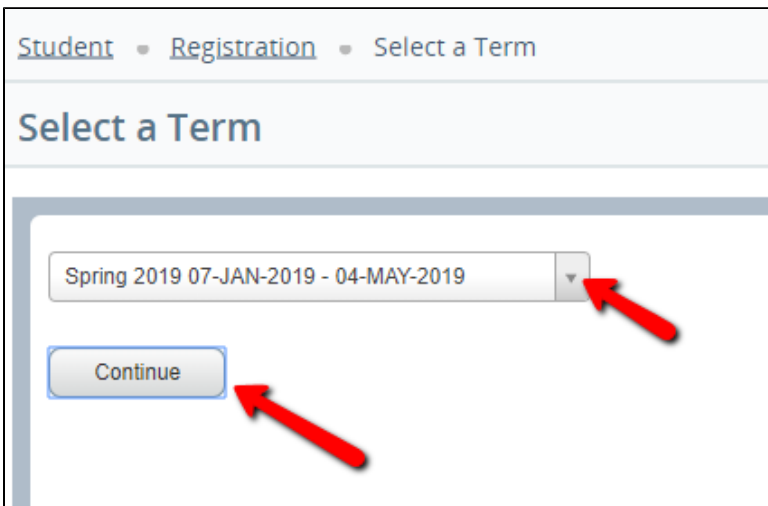 Student • Registration • Select a Term
Select a Term
Spring 2019 07-JAN-2019 - 04-MAY-2019
Continue